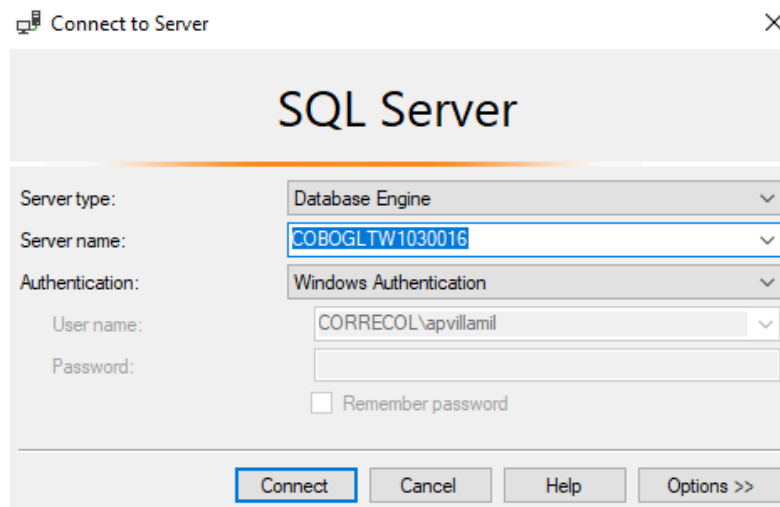 Connect to Server
SQL Server
Server type: Database Engine
Server name: COBOGLTW1030016
Authentication: Windows Authentication
User name: CORRECOL\apvillamil
Password:
Remember password
Connect Cancel Help Options >>